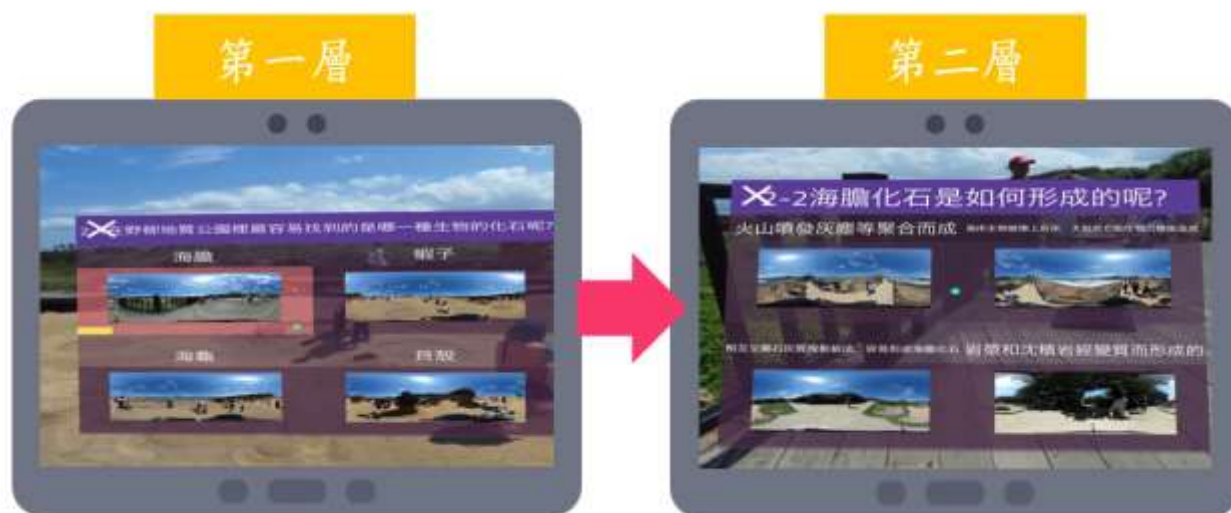 第一層
第二層
野柳地質公園裡最容易找到的是哪一種生物的化石呢?
海膽
蝦子
海龜
貝殼
2-2海膽化石是如何形成的呢?
火山噴發灰塵等聚合而成
岩漿和沈積岩經變質而形成的